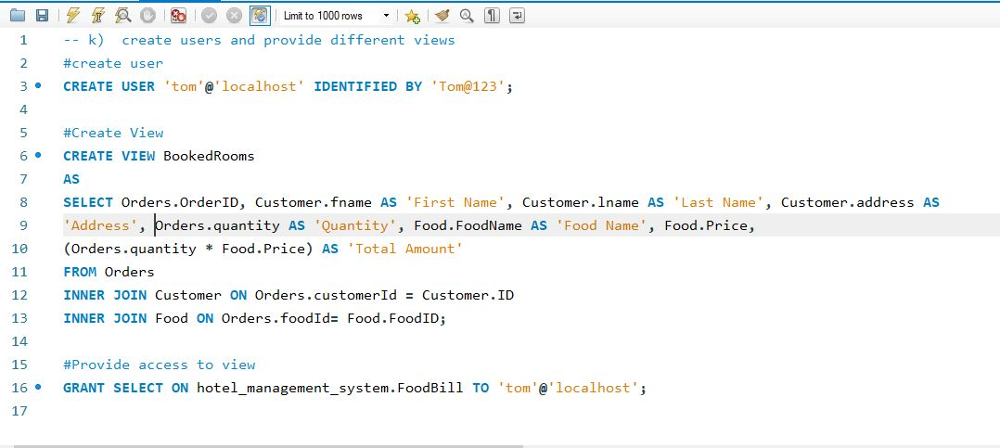 Limit to 1000 rows
1 -- k)  create users and provide different views
2 #create user
3 CREATE USER 'tom'@'localhost' IDENTIFIED BY 'Tom@123';
4
5 #Create View
6 CREATE VIEW BookedRooms
7 AS
8 SELECT Orders.OrderID, Customer.fname AS 'First Name', Customer.lname AS 'Last Name', Customer.address AS
9 'Address', Orders.quantity AS 'Quantity', Food.FoodName AS 'Food Name', Food.Price,
10 (Orders.quantity * Food.Price) AS 'Total Amount'
11 FROM Orders
12 INNER JOIN Customer ON Orders.customerId = Customer.ID
13 INNER JOIN Food ON Orders.foodId= Food.FoodID;
14
15 #Provide access to view
16 GRANT SELECT ON hotel_management_system.FoodBill TO 'tom'@'localhost';
17